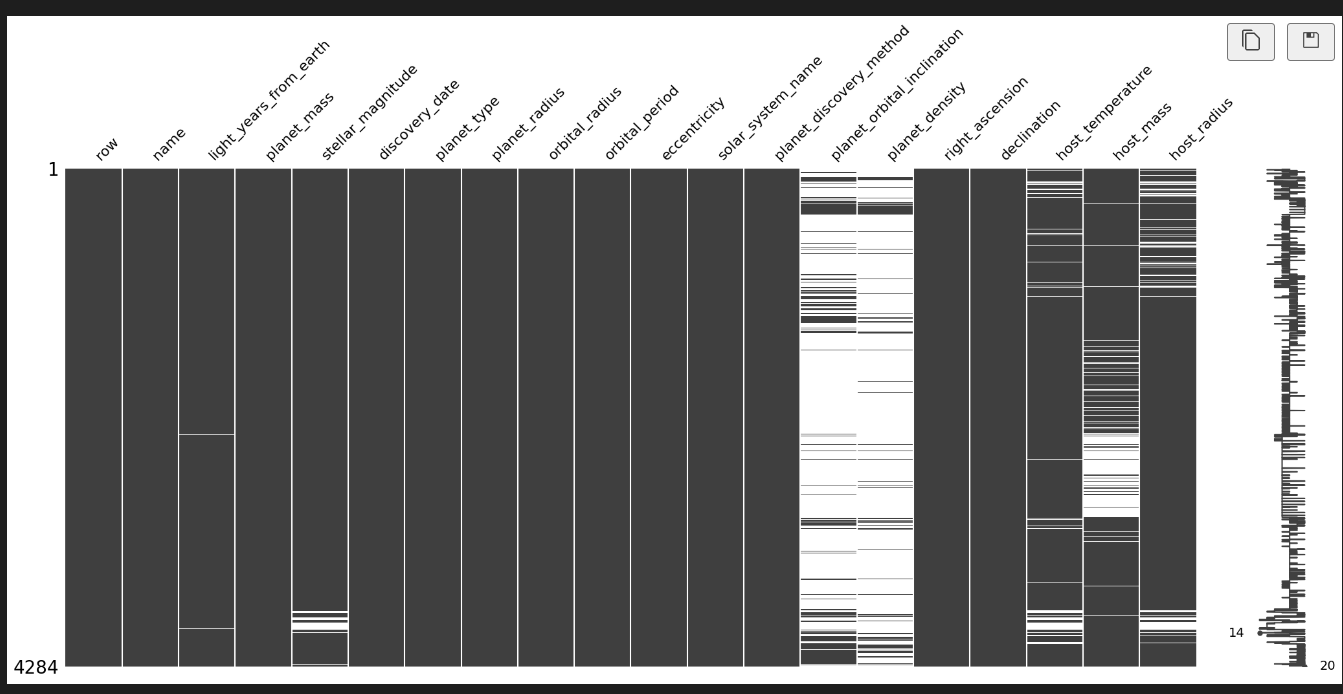 row
name
light_years_from_earth
planet_mass
stellar_magnitude
discovery_date
planet_type
planet_radius
orbital_radius
orbital_period
eccentricity
solar_system_name
planet_discovery_method
planet_orbital_inclination
planet_density
right_ascension
declination
host_temperature
host_mass
host_radius
1
14
4284
20